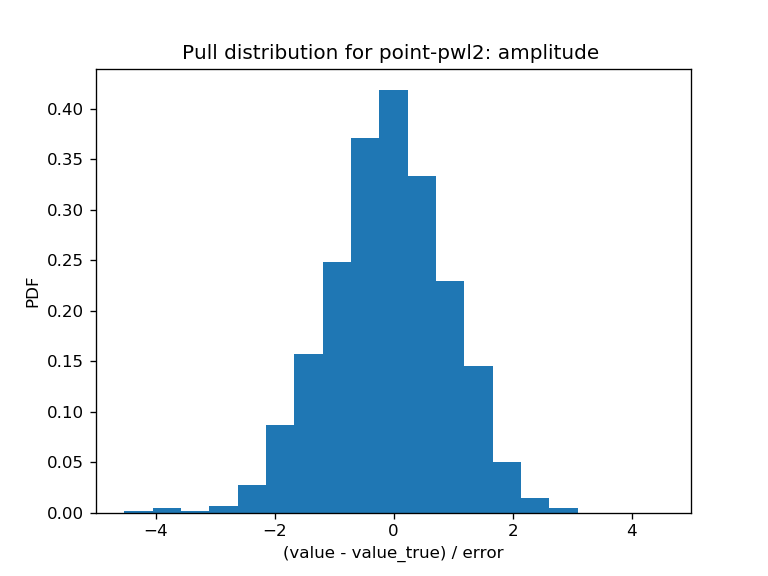 Pull distribution for point-pwl2: amplitude
0.40
0.35
0.30
0.25
0.20
0.15
0.10
0.05
0.00
PDF
−4 −2 0 2 4
(value - value_true) / error